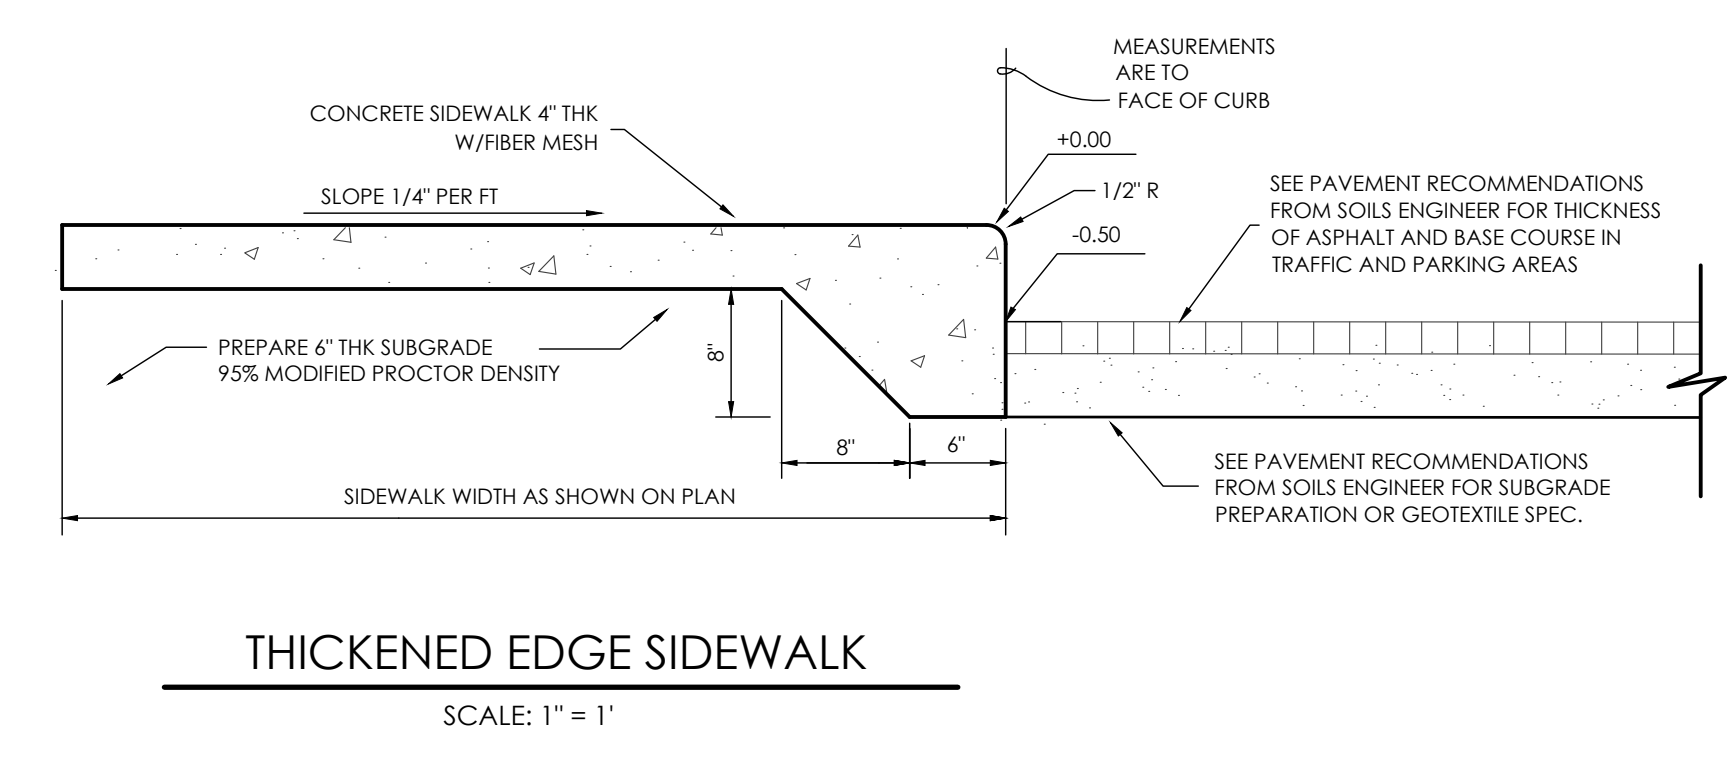 MEASUREMENTS
ARE TO
FACE OF CURB
CONCRETE SIDEWALK 4" THK
W/FIBER MESH
+0.00
SLOPE 1/4" PER FT
1/2" R
-0.50
SEE PAVEMENT RECOMMENDATIONS
FROM SOILS ENGINEER FOR THICKNESS
OF ASPHALT AND BASE COURSE IN
TRAFFIC AND PARKING AREAS
PREPARE 6" THK SUBGRADE
95% MODIFIED PROCTOR DENSITY
8"
8"
6"
SIDEWALK WIDTH AS SHOWN ON PLAN
SEE PAVEMENT RECOMMENDATIONS
FROM SOILS ENGINEER FOR SUBGRADE
PREPARATION OR GEOTEXTILE SPEC.
THICKENED EDGE SIDEWALK
SCALE: 1" = 1'